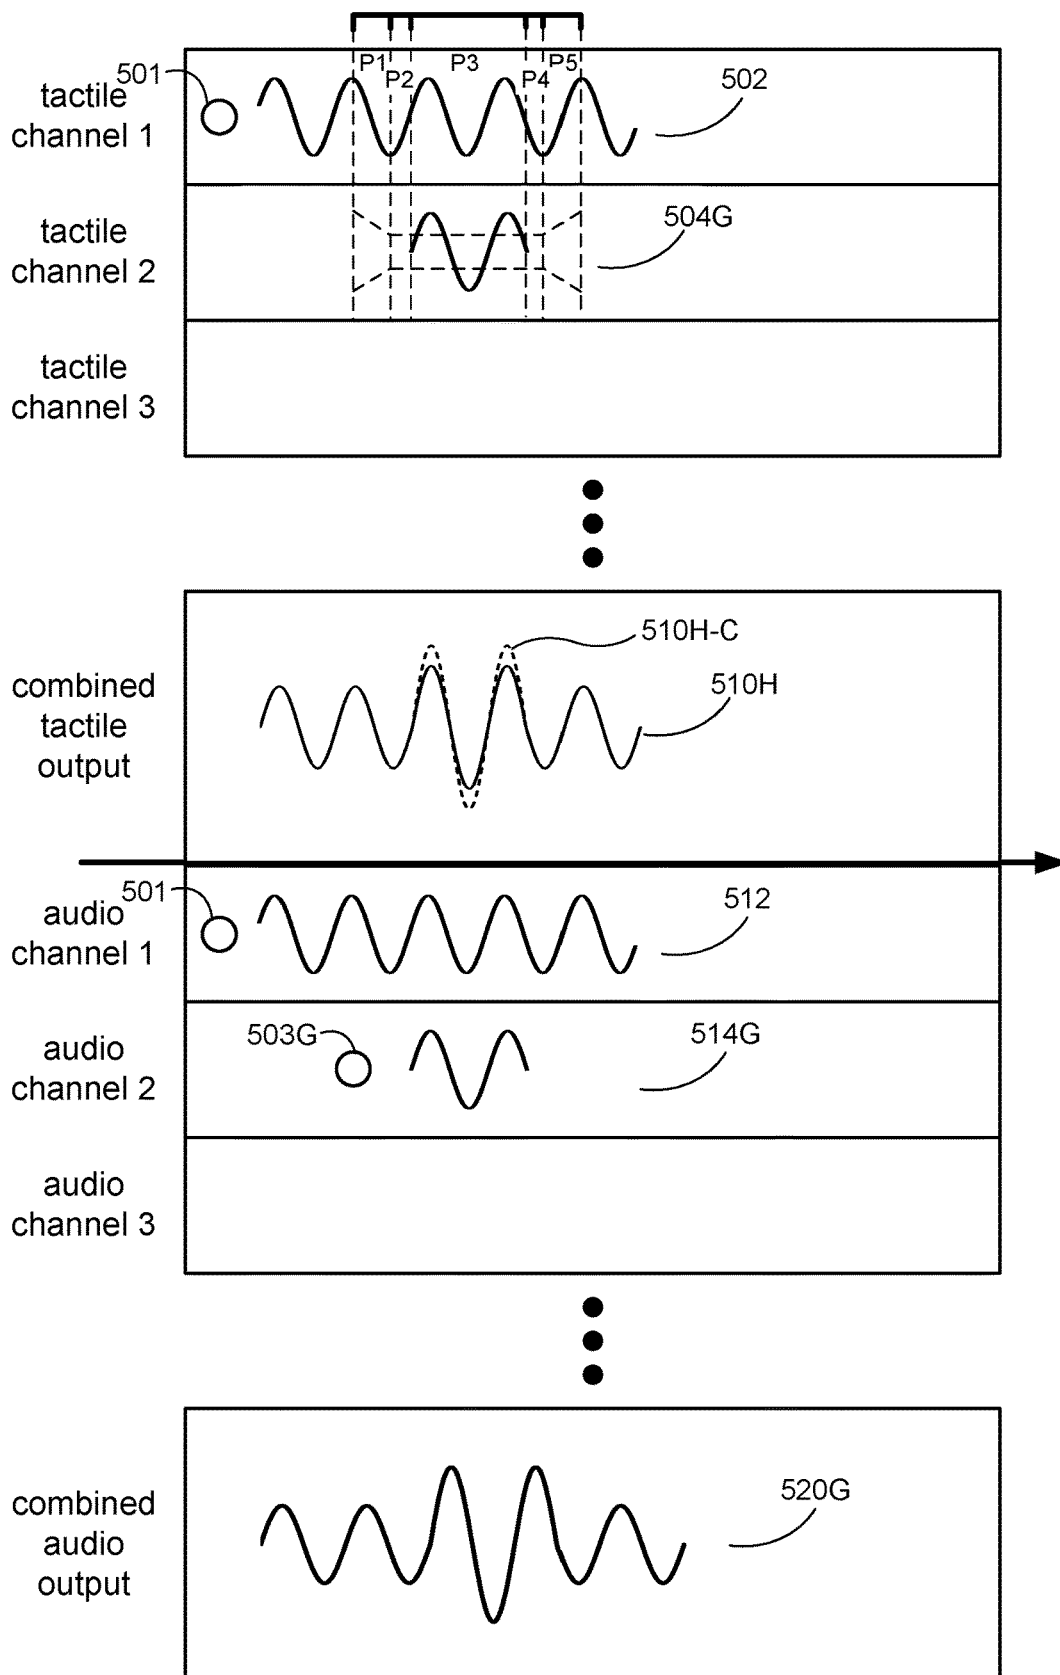 P1
P2
P3
P4
P5
501
tactile
channel 1
502
tactile
channel 2
504G
tactile
channel 3
510H-C
combined
tactile
output
510H
501
audio
channel 1
512
503G
audio
channel 2
514G
audio
channel 3
combined
audio
output
520G